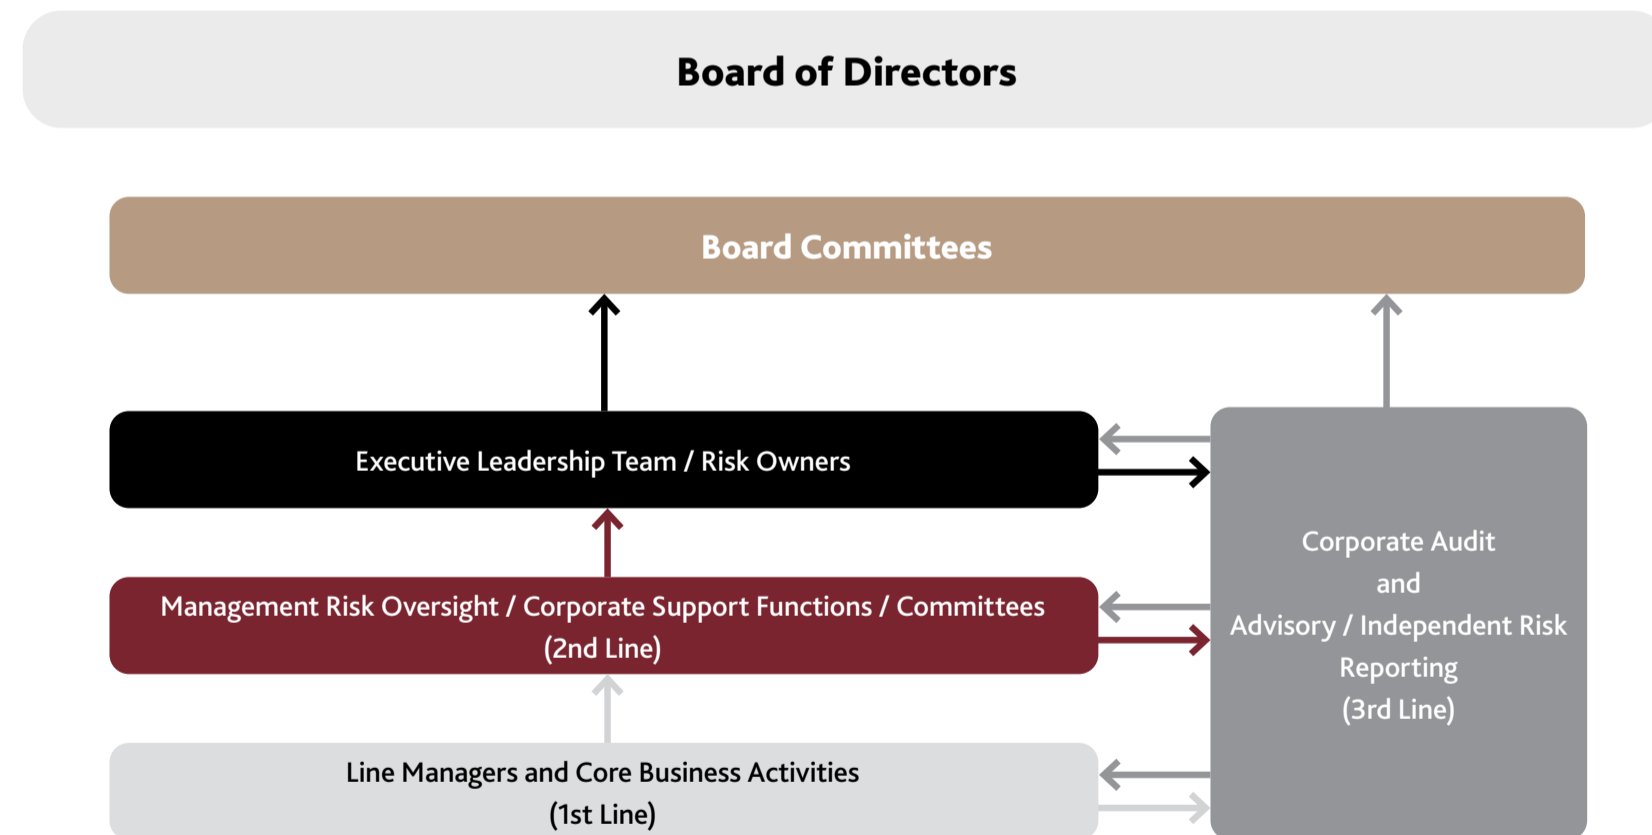 Board of Directors
Board Committees
Executive Leadership Team / Risk Owners
Management Risk Oversight / Corporate Support Functions / Committees
(2nd Line)
Line Managers and Core Business Activities
(1st Line)
Corporate Audit
and
Advisory / Independent Risk
Reporting
(3rd Line)